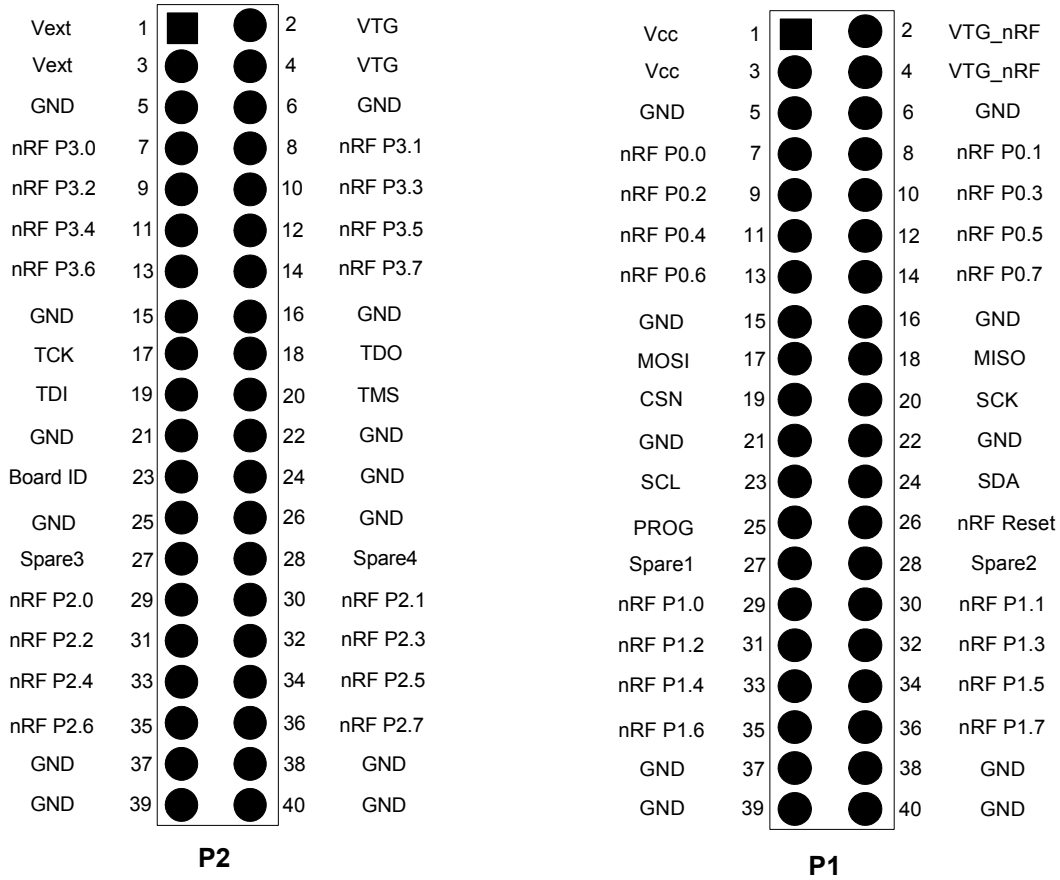 Vext 1 2 VTG
Vext 3 4 VTG
GND 5 6 GND
nRF P3.0 7 8 nRF P3.1
nRF P3.2 9 10 nRF P3.3
nRF P3.4 11 12 nRF P3.5
nRF P3.6 13 14 nRF P3.7
GND 15 16 GND
TCK 17 18 TDO
TDI 19 20 TMS
GND 21 22 GND
Board ID 23 24 GND
GND 25 26 GND
Spare3 27 28 Spare4
nRF P2.0 29 30 nRF P2.1
nRF P2.2 31 32 nRF P2.3
nRF P2.4 33 34 nRF P2.5
nRF P2.6 35 36 nRF P2.7
GND 37 38 GND
GND 39 40 GND
P2
Vcc 1 2 VTG_nRF
Vcc 3 4 VTG_nRF
GND 5 6 GND
nRF P0.0 7 8 nRF P0.1
nRF P0.2 9 10 nRF P0.3
nRF P0.4 11 12 nRF P0.5
nRF P0.6 13 14 nRF P0.7
GND 15 16 GND
MOSI 17 18 MISO
CSN 19 20 SCK
GND 21 22 GND
SCL 23 24 SDA
PROG 25 26 nRF Reset
Spare1 27 28 Spare2
nRF P1.0 29 30 nRF P1.1
nRF P1.2 31 32 nRF P1.3
nRF P1.4 33 34 nRF P1.5
nRF P1.6 35 36 nRF P1.7
GND 37 38 GND
GND 39 40 GND
P1